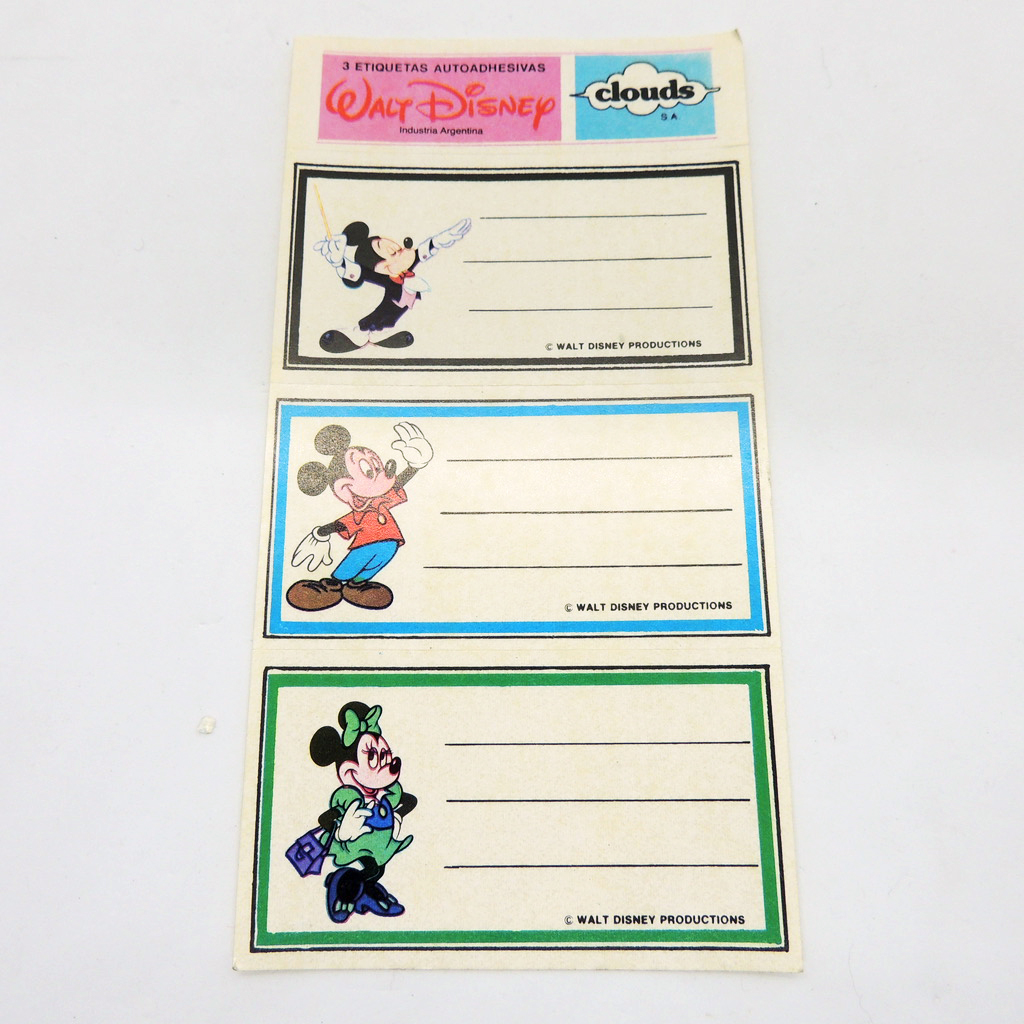 3 ETIQUETAS AUTOADHESIVAS
WALT DISNEY
Industria Argentina
clouds
S A
© WALT DISNEY PRODUCTIONS
© WALT DISNEY PRODUCTIONS
© WALT DISNEY PRODUCTIONS